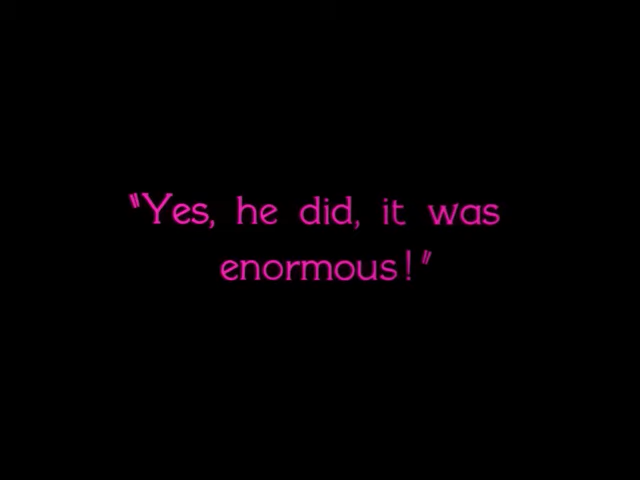 "Yes, he did, it was
enormous!"